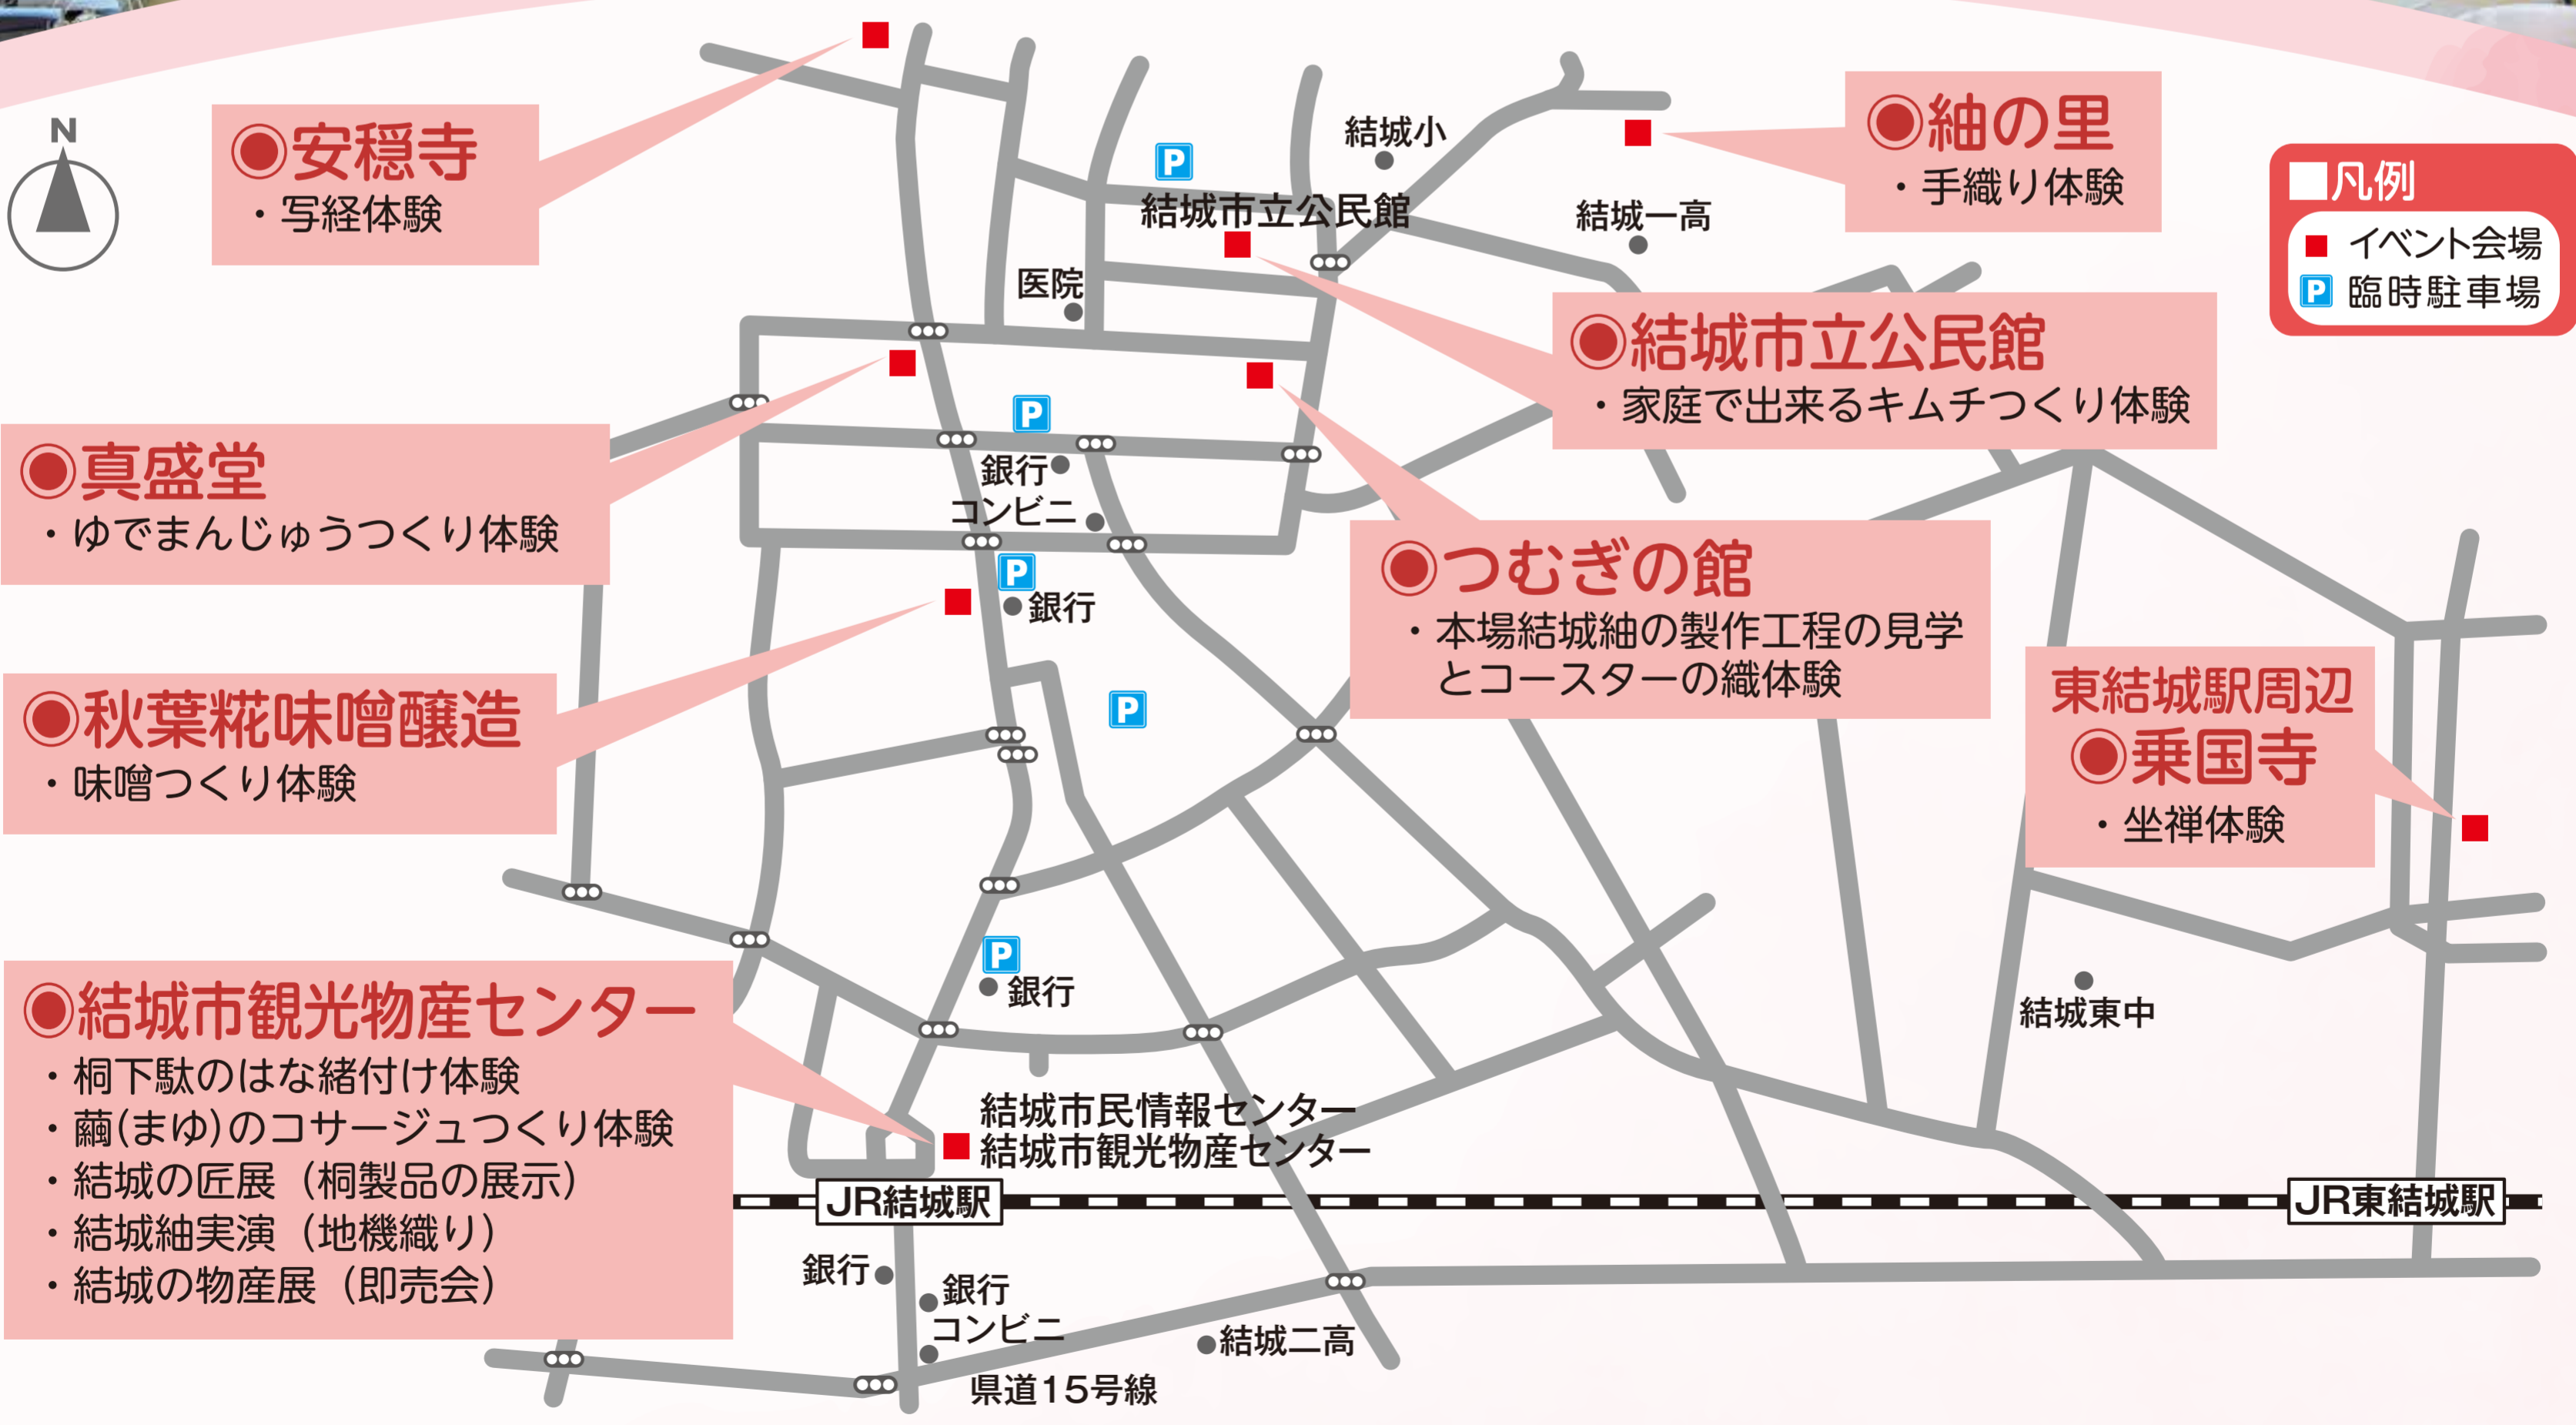 N
◉安穏寺
・写経体験
結城小
P
結城市立公民館
結城一高
医院
◉紬の里
・手織り体験
■凡例
■ イベント会場
P 臨時駐車場
◉結城市立公民館
・家庭で出来るキムチつくり体験
◉真盛堂
・ゆでまんじゅうつくり体験
P
銀行
コンビニ
P
銀行
◉つむぎの館
・本場結城紬の製作工程の見学
とコースターの織体験
◉秋葉糀味噌醸造
・味噌つくり体験
P
東結城駅周辺
◉乗国寺
・坐禅体験
P
銀行
結城東中
◉結城市観光物産センター
・桐下駄のはな緒付け体験
・繭(まゆ)のコサージュつくり体験
・結城の匠展（桐製品の展示）
・結城紬実演（地機織り）
・結城の物産展（即売会）
結城市民情報センター
結城市観光物産センター
JR結城駅
JR東結城駅
銀行
銀行
コンビニ
結城二高
県道15号線